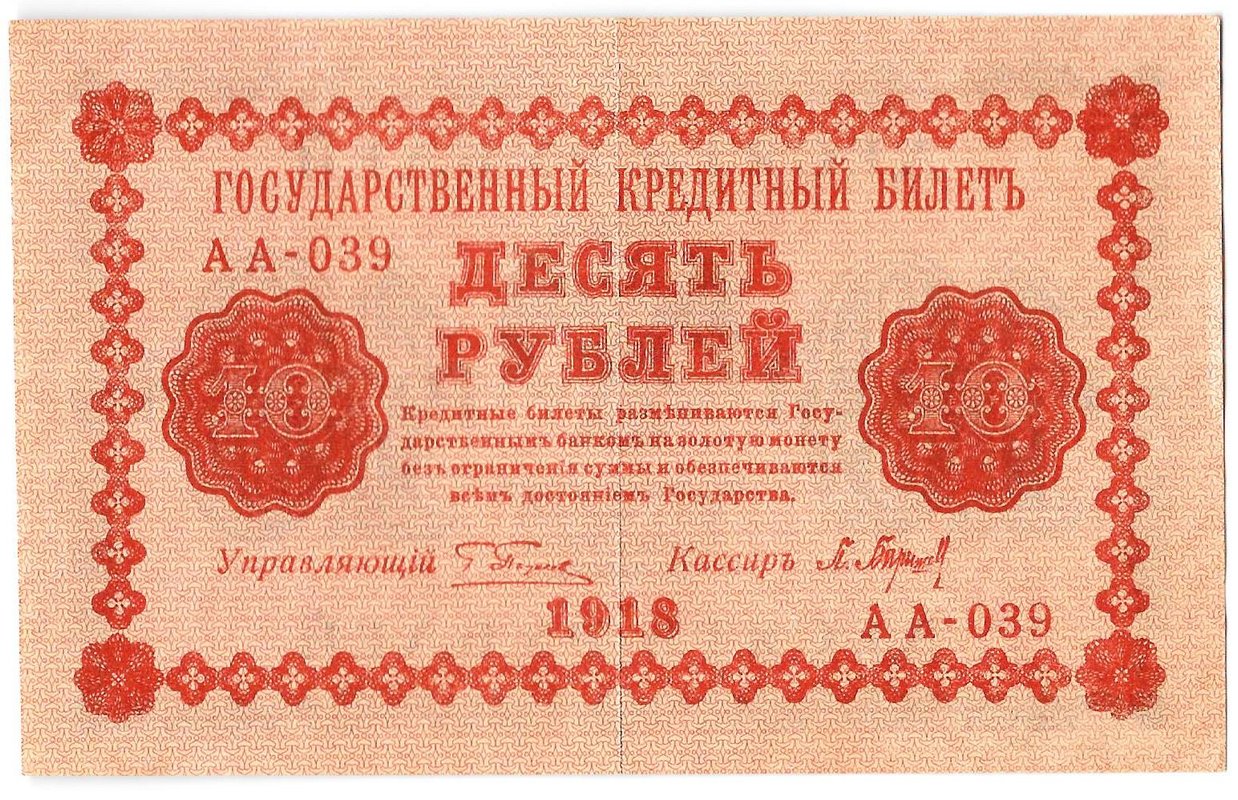 ГОСУДАРСТВЕННЫЙ КРЕДИТНЫЙ БИЛЕТЪ
АА-039
ДЕСЯТЬ
РУБЛЕЙ
10
10
Кредитные билеты размѣниваются Госу-
дарственнымъ банкомъ на золотую монету
безъ ограниченія суммы и обезпечиваются
всѣмъ достояніемъ Государства.
Управляющій
Кассиръ
1918
АА-039